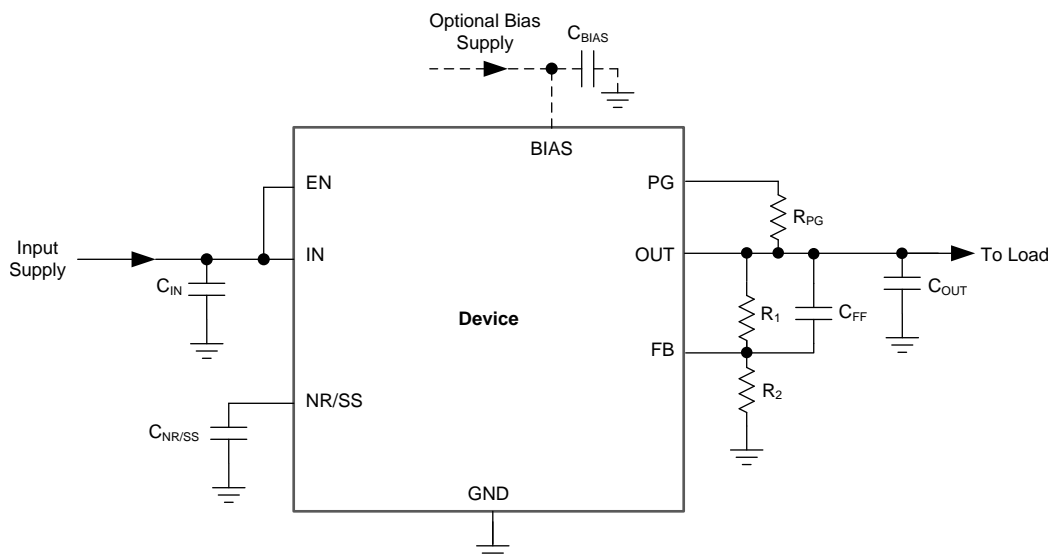 Optional Bias
Supply
C_BIAS
BIAS
EN
PG
R_PG
Input
Supply
IN
OUT
To Load
C_IN
C_OUT
Device
R_1
C_FF
FB
R_2
NR/SS
C_NR/SS
GND